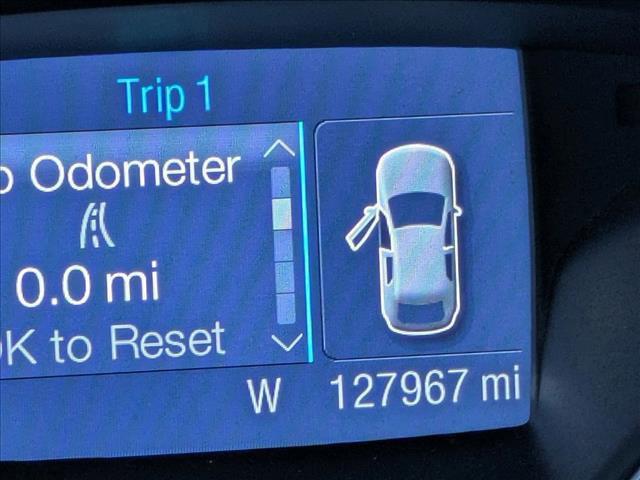 Trip 1
Odometer
0.0 mi
to Reset
W 127967 mi